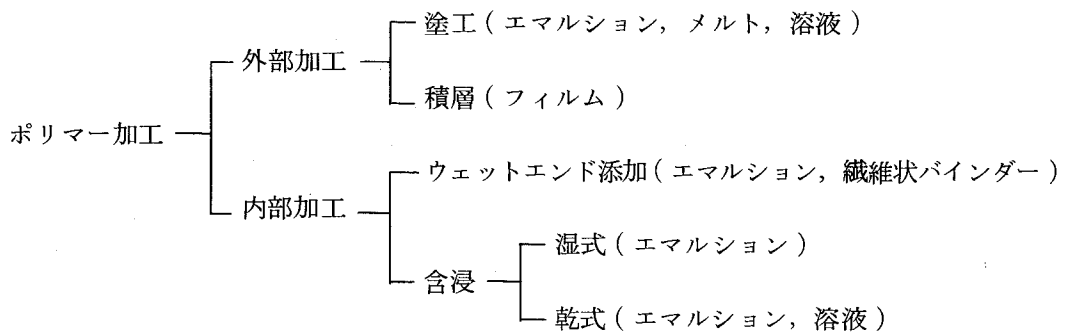 塗工(エマルション,メルト,溶液)
外部加工
積層(フィルム)
ポリマー加工
ウェットエンド添加(エマルション,繊維状バインダー)
内部加工
湿式(エマルション)
含浸
乾式(エマルション,溶液)